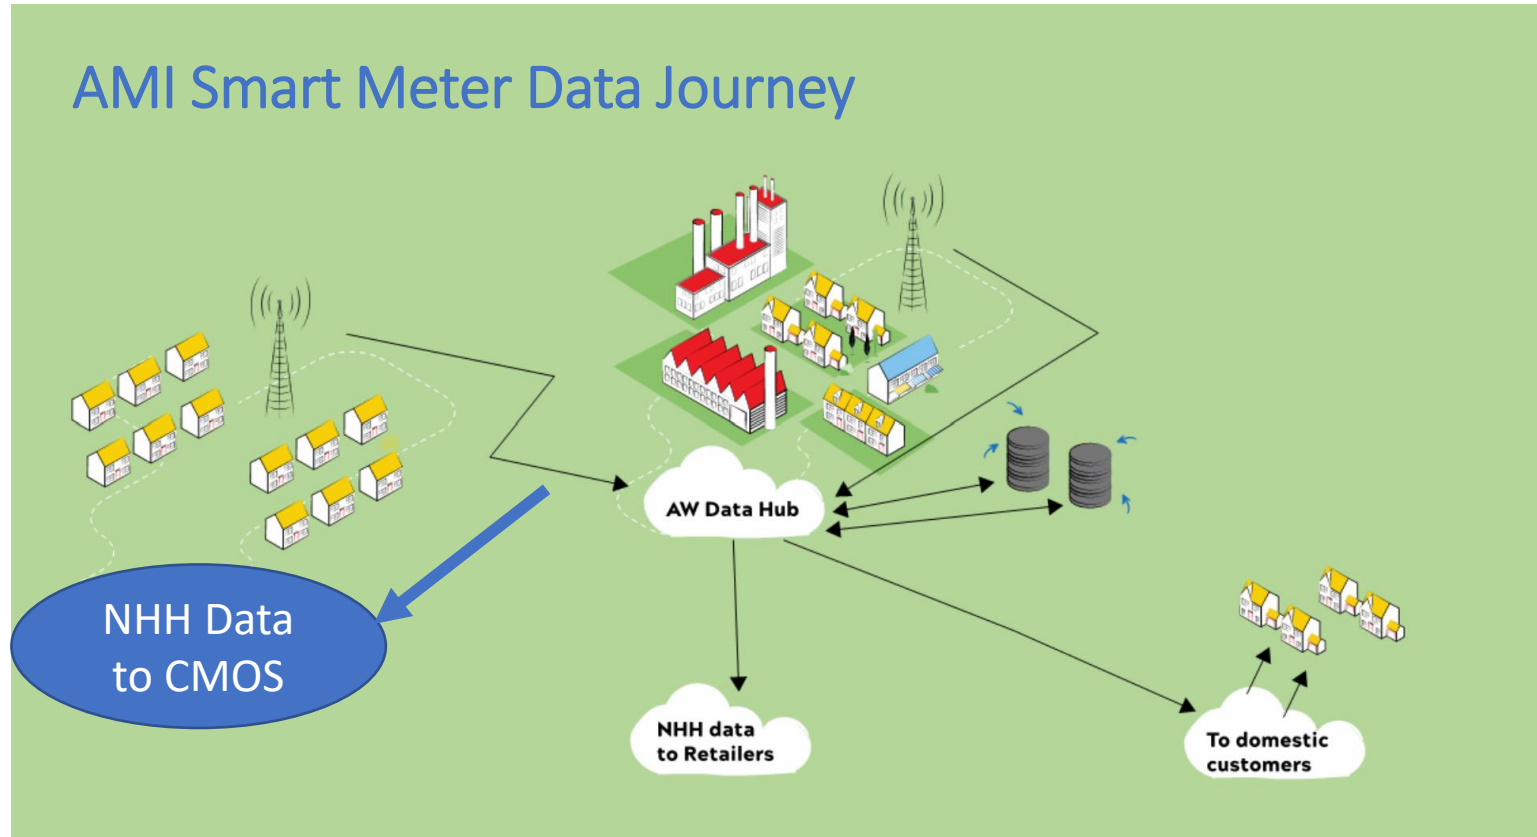 AMI Smart Meter Data Journey
AW Data Hub
NHH Data
to CMOS
NHH data
to Retailers
To domestic
customers